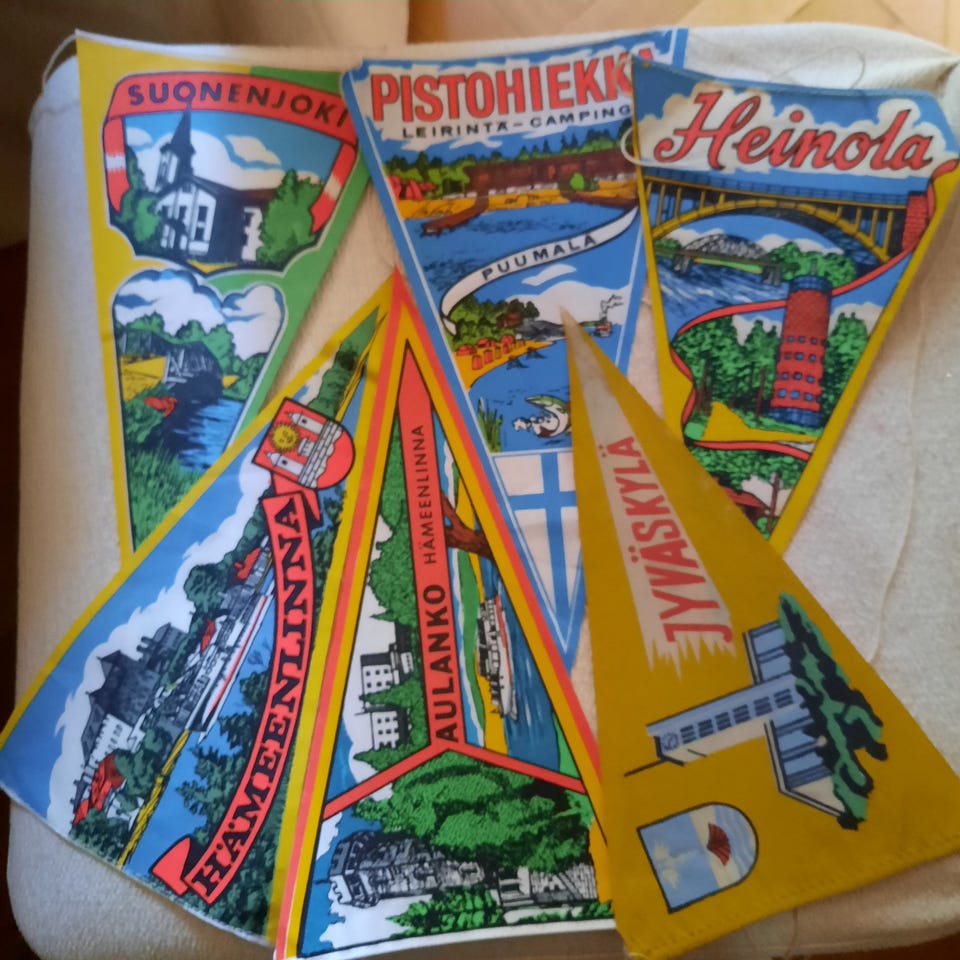 SUONENJOKI
PISTOHIEKKA
LEIRINTÄ-CAMPING
PUUMALA
Heinola
HÄMEENLINNA
AULANKO HÄMEENLINNA
JYVÄSKYLÄ